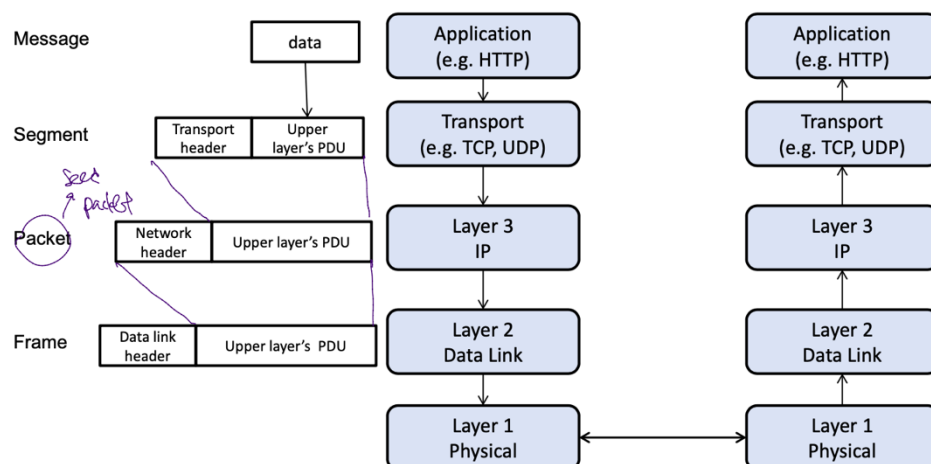 Message
data
Application
(e.g. HTTP)
Application
(e.g. HTTP)
Segment
Transport
header
Upper
layer's PDU
Transport
(e.g. TCP, UDP)
Transport
(e.g. TCP, UDP)
packet
Packet
Network
header
Upper layer's PDU
Layer 3
IP
Layer 3
IP
Frame
Data link
header
Upper layer's  PDU
Layer 2
Data Link
Layer 2
Data Link
Layer 1
Physical
Layer 1
Physical